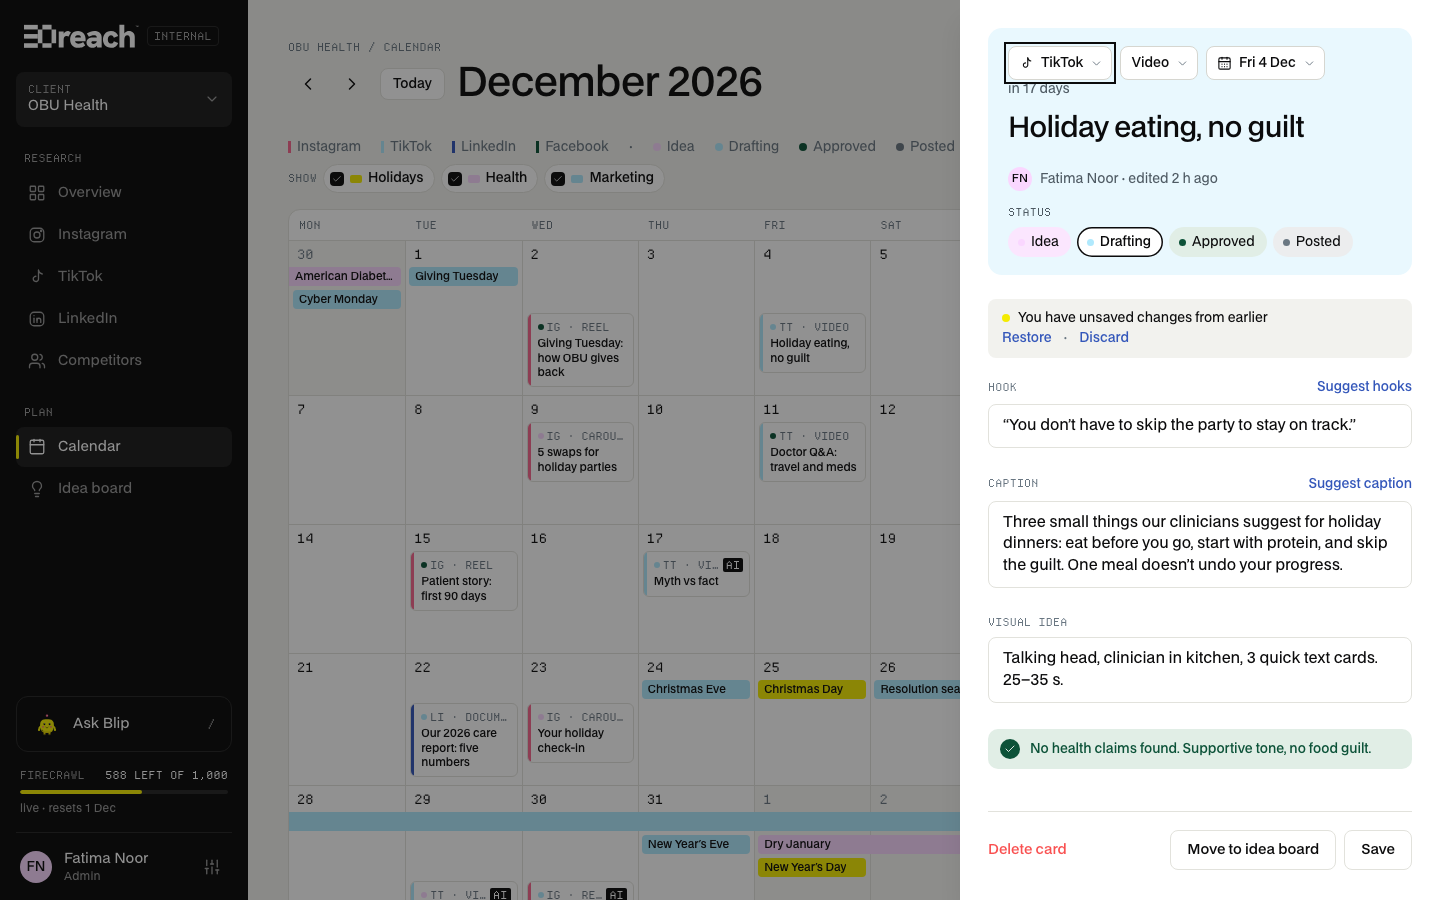 reach
INTERNAL
CLIENT
OBU Health
RESEARCH
Overview
Instagram
TikTok
LinkedIn
Competitors
PLAN
Calendar
Idea board
Ask Blip
/
FIRECRAWL 588 LEFT OF 1,000
live · resets 1 Dec
FN
Fatima Noor
Admin
OBU HEALTH / CALENDAR
Today
December 2026
Instagram TikTok LinkedIn Facebook · Idea Drafting Approved Posted
SHOW Holidays Health Marketing
MON TUE WED THU FRI SAT
30 1 2 3 4 5
American Diabet…
Giving Tuesday
Cyber Monday
IG · REEL
Giving Tuesday:
how OBU gives
back
TT · VIDEO
Holiday eating,
no guilt
7 8 9 10 11 12
IG · CAROU…
5 swaps for
holiday parties
TT · VIDEO
Doctor Q&A:
travel and meds
14 15 16 17 18 19
IG · REEL
Patient story:
first 90 days
TT · VI… AI
Myth vs fact
21 22 23 24 25 26
Christmas Eve
Christmas Day
Resolution sea
LI · DOCUM…
Our 2026 care
report: five
numbers
IG · CAROU…
Your holiday
check-in
28 29 30 31 1 2
New Year's Eve
Dry January
New Year's Day
TT · VI… AI
IG · RE… AI
TikTok
Video
Fri 4 Dec
in 17 days
Holiday eating, no guilt
FN
Fatima Noor · edited 2 h ago
STATUS
Idea Drafting Approved Posted
You have unsaved changes from earlier
Restore · Discard
HOOK
Suggest hooks
“You don’t have to skip the party to stay on track.”
CAPTION
Suggest caption
Three small things our clinicians suggest for holiday
dinners: eat before you go, start with protein, and skip
the guilt. One meal doesn’t undo your progress.
VISUAL IDEA
Talking head, clinician in kitchen, 3 quick text cards.
25–35 s.
No health claims found. Supportive tone, no food guilt.
Delete card
Move to idea board
Save